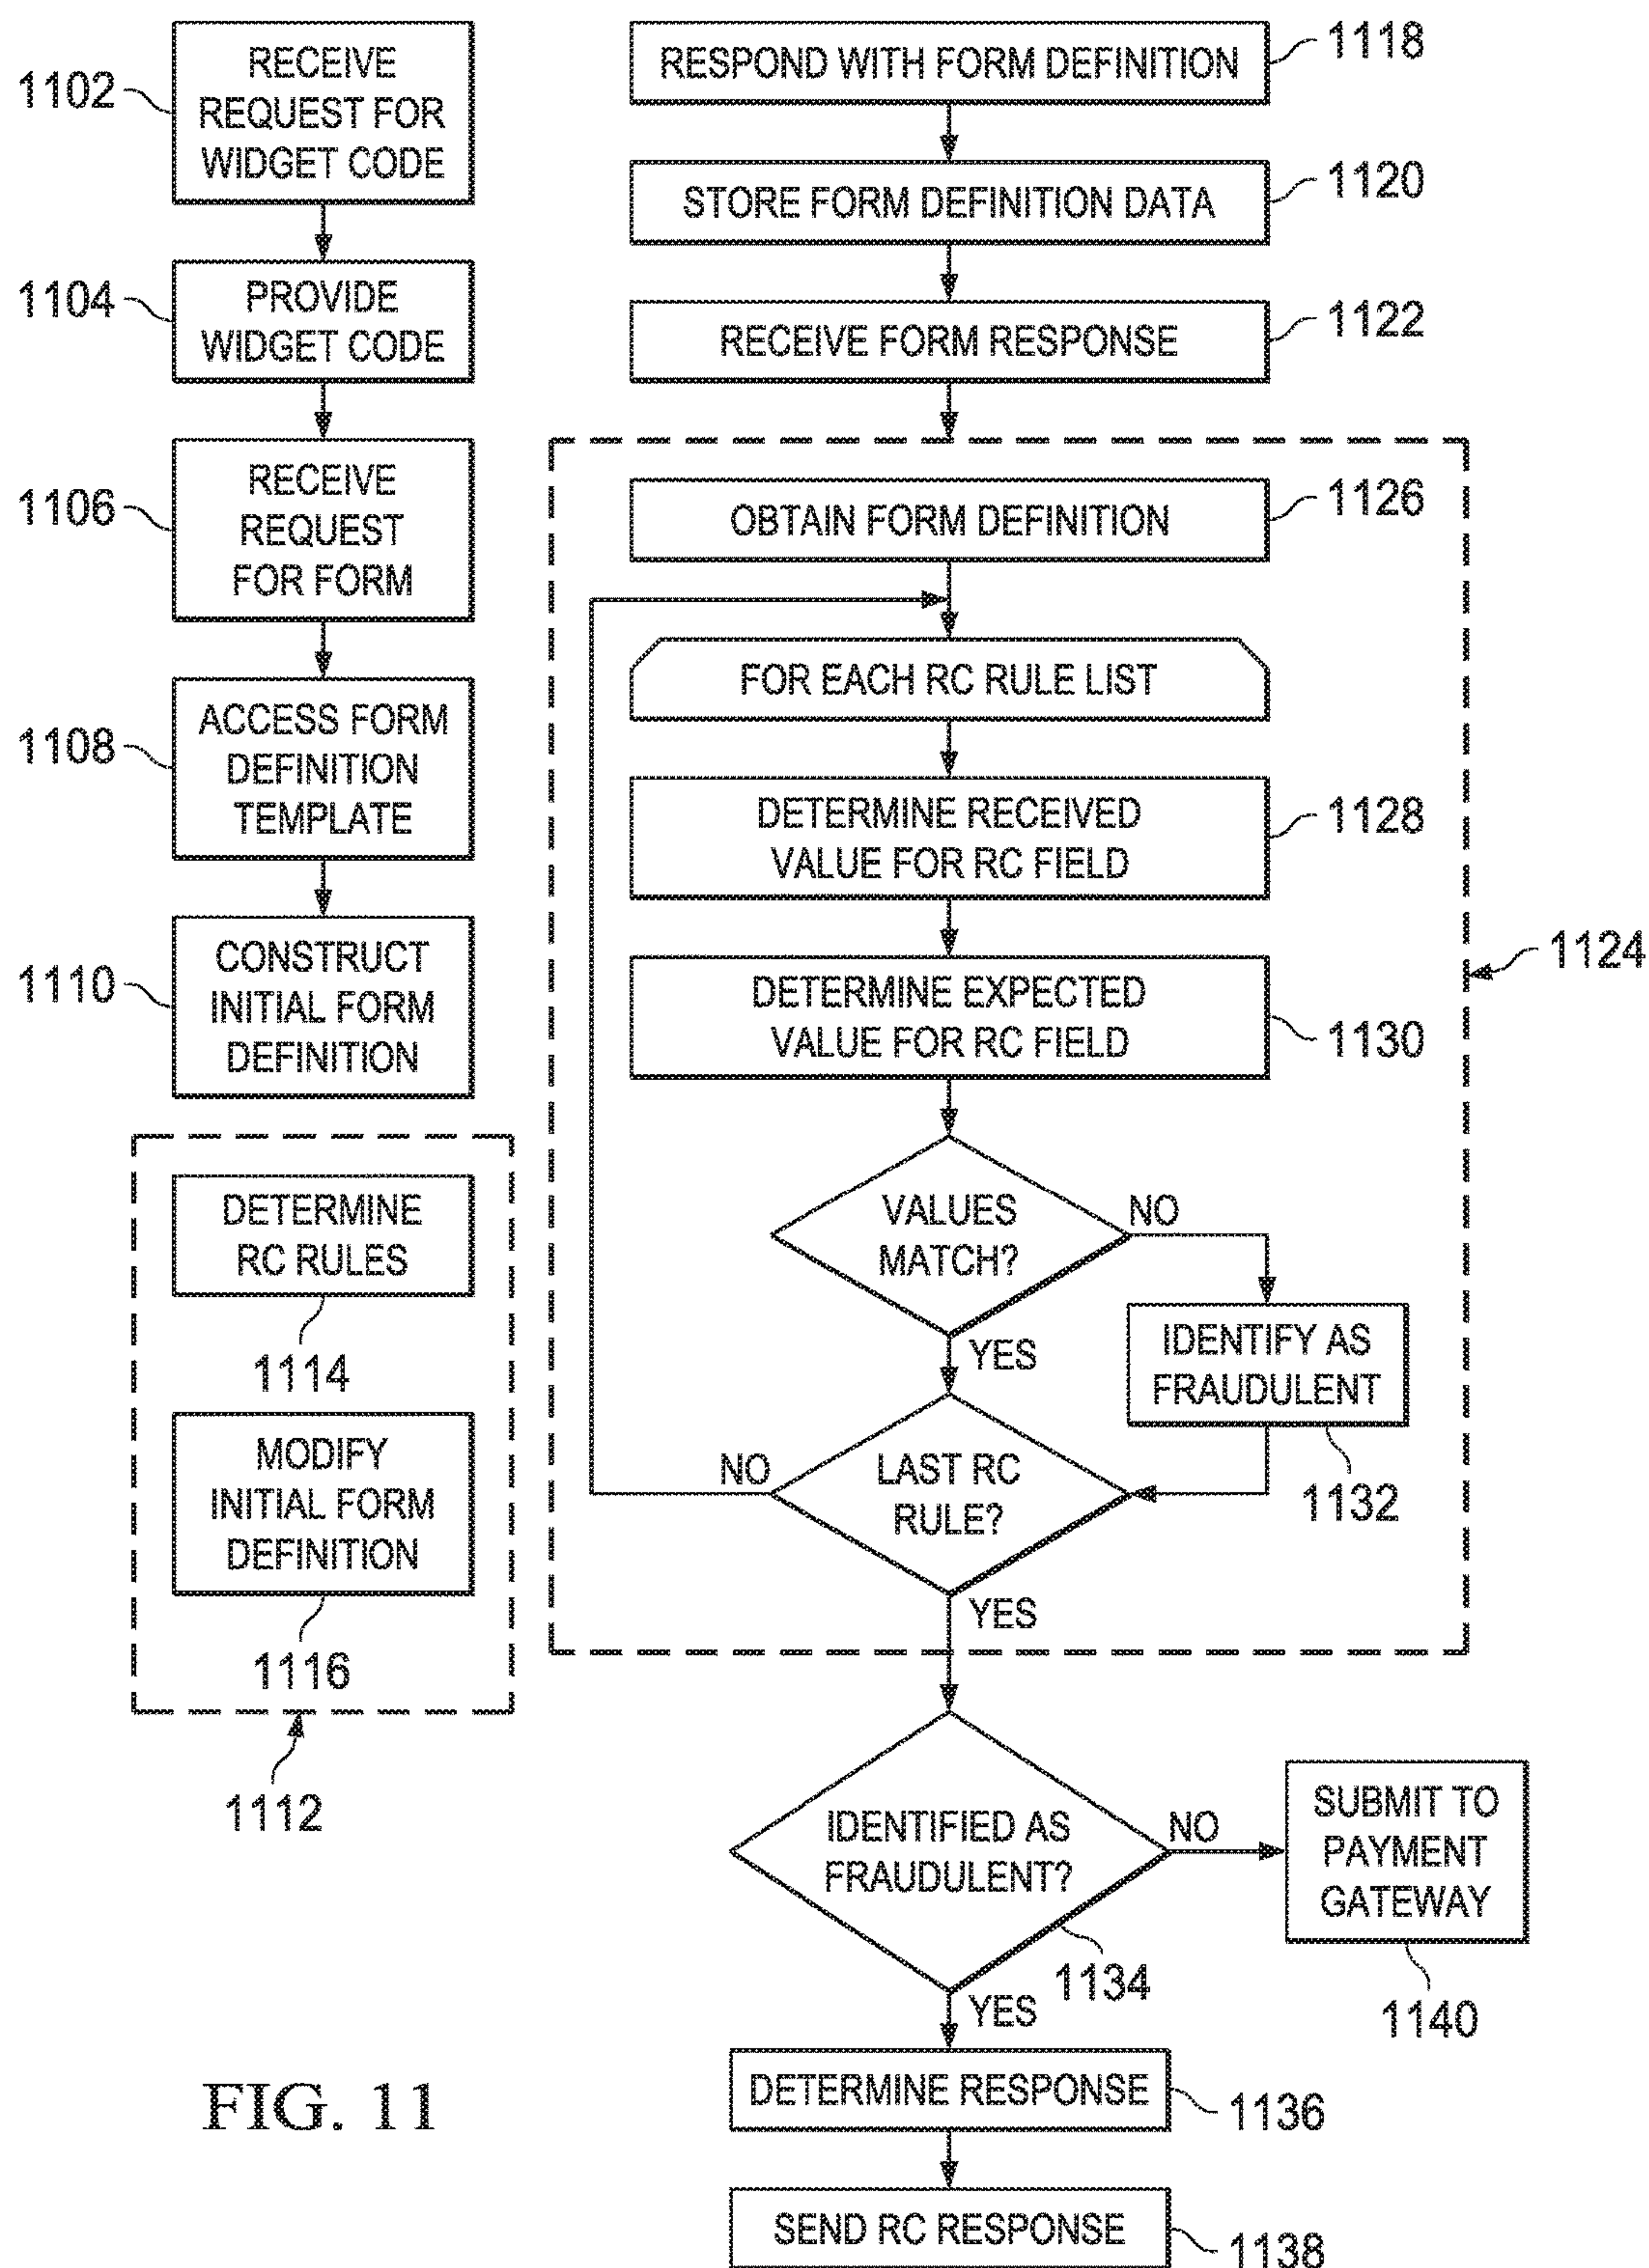 1102
RECEIVE
REQUEST FOR
WIDGET CODE
1104
PROVIDE
WIDGET CODE
1106
RECEIVE
REQUEST
FOR FORM
1108
ACCESS FORM
DEFINITION
TEMPLATE
1110
CONSTRUCT
INITIAL FORM
DEFINITION
DETERMINE
RC RULES
1114
MODIFY
INITIAL FORM
DEFINITION
1116
1112
RESPOND WITH FORM DEFINITION
1118
STORE FORM DEFINITION DATA
1120
RECEIVE FORM RESPONSE
1122
OBTAIN FORM DEFINITION
1126
FOR EACH RC RULE LIST
DETERMINE RECEIVED
VALUE FOR RC FIELD
1128
DETERMINE EXPECTED
VALUE FOR RC FIELD
1130
1124
VALUES
MATCH?
NO
YES
IDENTIFY AS
FRAUDULENT
1132
LAST RC
RULE?
NO
YES
IDENTIFIED AS
FRAUDULENT?
1134
NO
SUBMIT TO
PAYMENT
GATEWAY
1140
YES
DETERMINE RESPONSE
1136
SEND RC RESPONSE
1138
FIG. 11